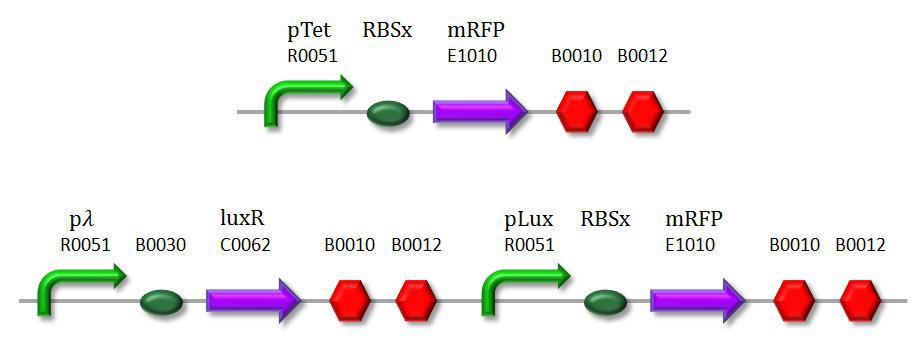 pTet RBSx mRFP
R0051 E1010 B0010 B0012
pλ luxR pLux RBSx mRFP
R0051 B0030 C0062 B0010 B0012 R0051 E1010 B0010 B0012